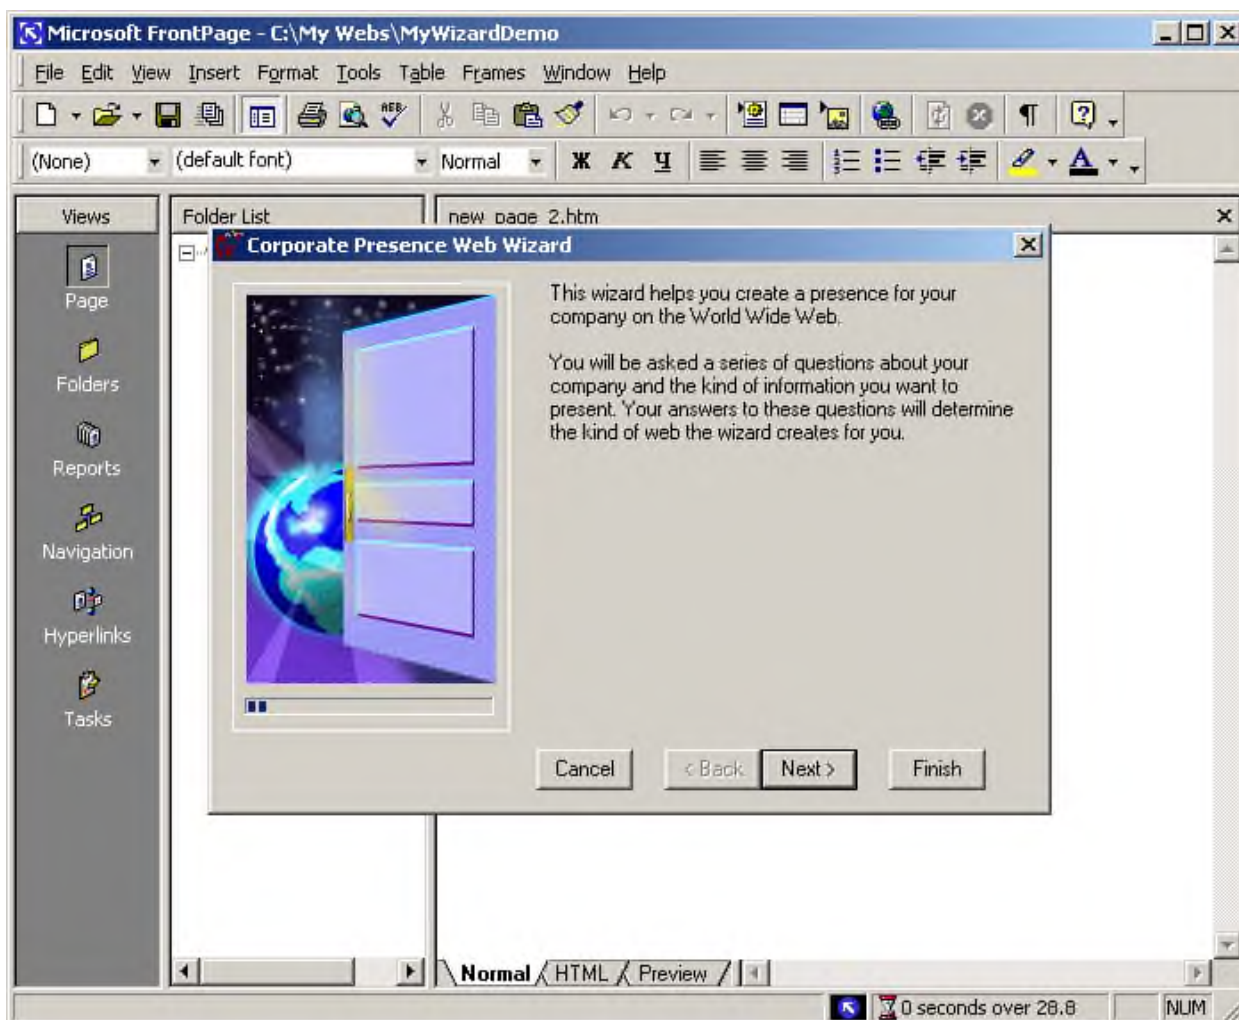 Microsoft FrontPage - C:\My Webs\MyWizardDemo
File Edit View Insert Format Tools Table Frames Window Help
(None) (default font) Normal Ж К Ч A
Views Folder List new_page_2.htm
Corporate Presence Web Wizard
Page
Folders
Reports
Navigation
Hyperlinks
Tasks
This wizard helps you create a presence for your
company on the World Wide Web.
You will be asked a series of questions about your
company and the kind of information you want to
present. Your answers to these questions will determine
the kind of web the wizard creates for you.
Cancel < Back Next > Finish
Normal HTML Preview
0 seconds over 28.8 NUM